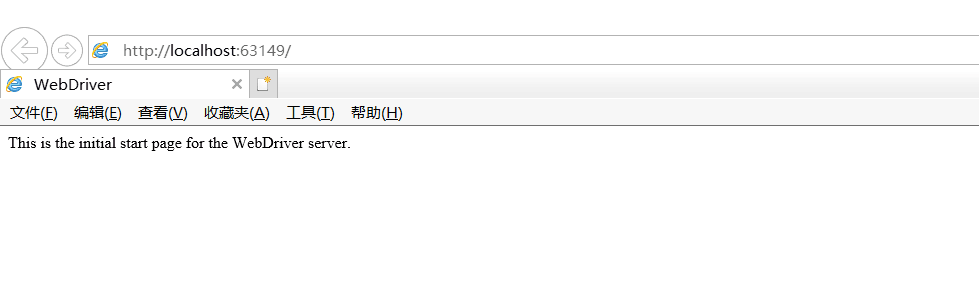 http://localhost:63149/
WebDriver
文件(F) 编辑(E) 查看(V) 收藏夹(A) 工具(T) 帮助(H)
This is the initial start page for the WebDriver server.